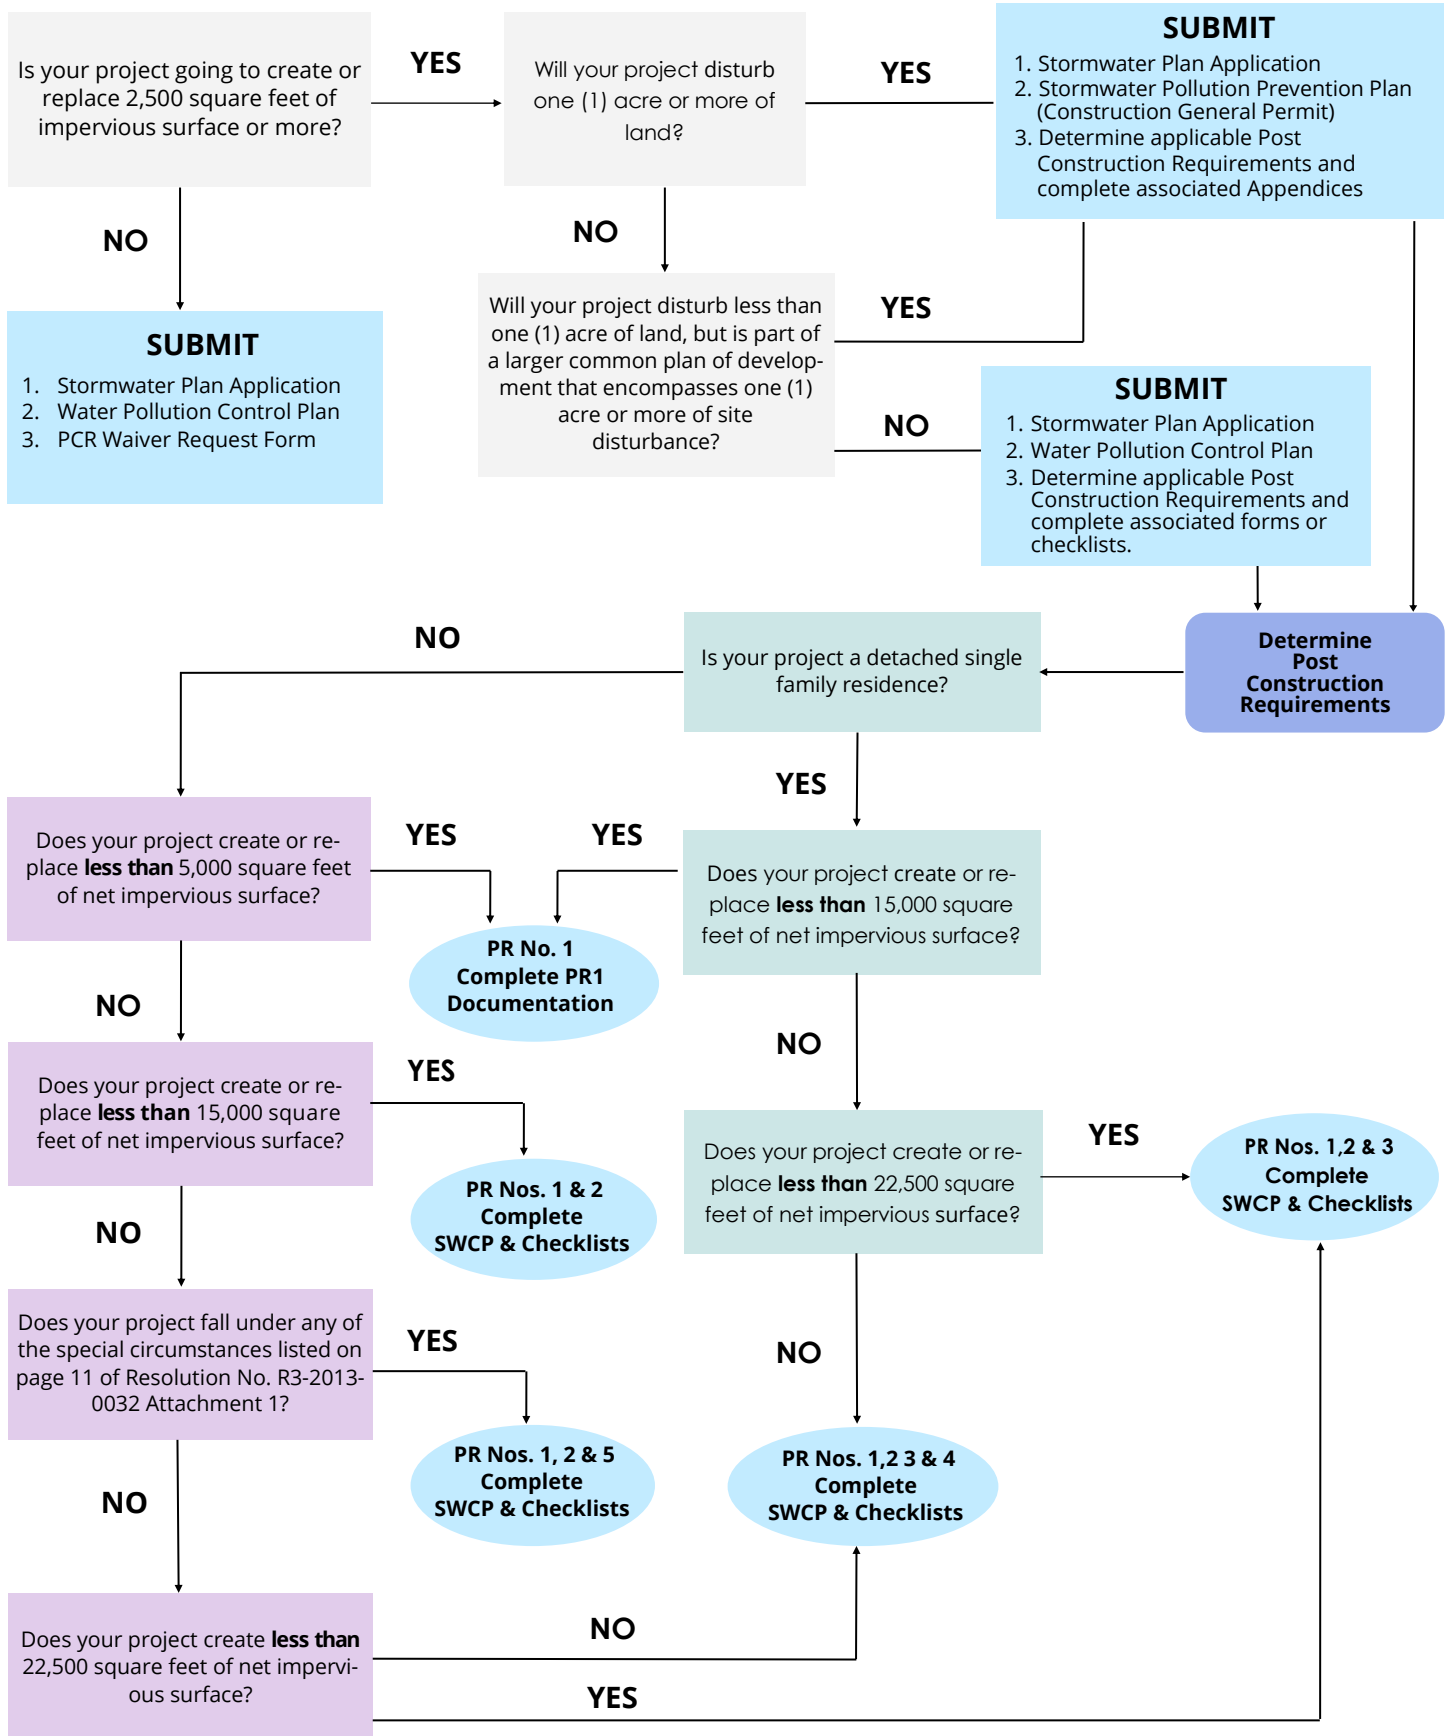 Is your project going to create or
replace 2,500 square feet of
impervious surface or more?
YES
Will your project disturb
one (1) acre or more of
land?
YES
SUBMIT
1. Stormwater Plan Application
2. Stormwater Pollution Prevention Plan
(Construction General Permit)
3. Determine applicable Post
Construction Requirements and
complete associated Appendices
NO
NO
SUBMIT
1. Stormwater Plan Application
2. Water Pollution Control Plan
3. PCR Waiver Request Form
Will your project disturb less than
one (1) acre of land, but is part of
a larger common plan of develop-
ment that encompasses one (1)
acre or more of site
disturbance?
YES
NO
SUBMIT
1. Stormwater Plan Application
2. Water Pollution Control Plan
3. Determine applicable Post
Construction Requirements and
complete associated forms or
checklists.
Determine
Post
Construction
Requirements
Is your project a detached single
family residence?
NO
YES
Does your project create or re-
place less than 5,000 square feet
of net impervious surface?
YES
YES
Does your project create or re-
place less than 15,000 square
feet of net impervious surface?
PR No. 1
Complete PR1
Documentation
NO
NO
Does your project create or re-
place less than 15,000 square
feet of net impervious surface?
YES
PR Nos. 1 & 2
Complete
SWCP & Checklists
Does your project create or re-
place less than 22,500 square
feet of net impervious surface?
YES
PR Nos. 1,2 & 3
Complete
SWCP & Checklists
NO
NO
Does your project fall under any of
the special circumstances listed on
page 11 of Resolution No. R3-2013-
0032 Attachment 1?
YES
PR Nos. 1, 2 & 5
Complete
SWCP & Checklists
PR Nos. 1,2 3 & 4
Complete
SWCP & Checklists
NO
Does your project create less than
22,500 square feet of net impervi-
ous surface?
NO
YES